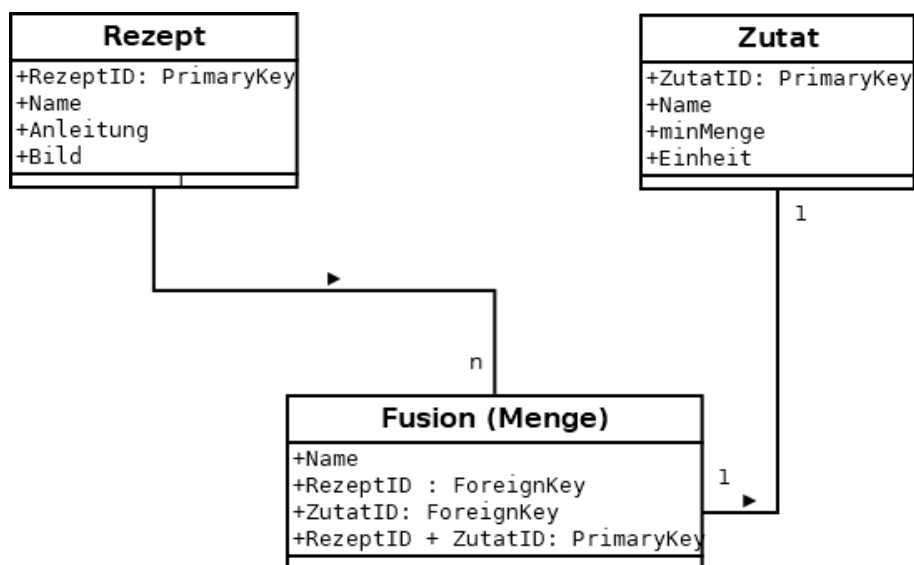 Rezept
+RezeptID: PrimaryKey
+Name
+Anleitung
+Bild
Zutat
+ZutatID: PrimaryKey
+Name
+minMenge
+Einheit
1
n
Fusion (Menge)
+Name
+RezeptID : ForeignKey
+ZutatID: ForeignKey
+RezeptID + ZutatID: PrimaryKey
1